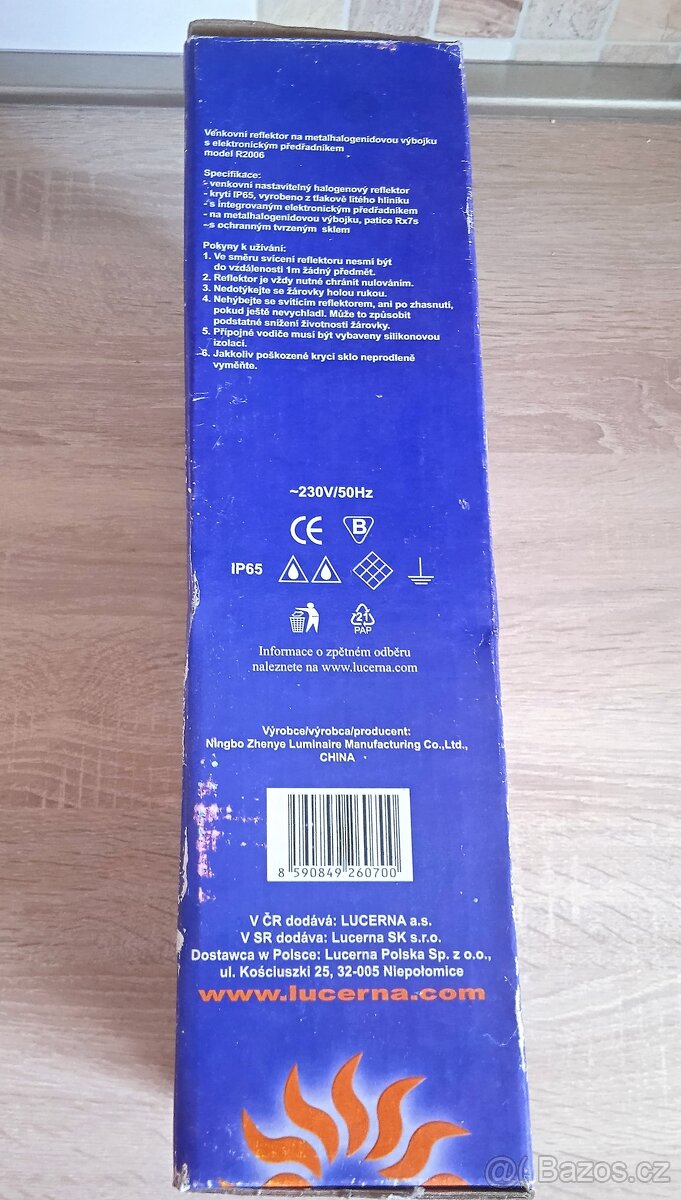 Venkovní reflektor na metalhalogenidovou výbojku
s elektronickým předřadníkem
model R2006
Specifikace:
- venkovní nastavitelný halogenový reflektor
- krytí IP65, vyrobeno z tlakově litého hliníku
- s integrovaným elektronickým předřadníkem
- na metalhalogenidovou výbojku, patice Rx7s
- s ochranným tvrzeným sklem
Pokyny k užívání:
1. Ve směru svícení reflektoru nesmí být
do vzdálenosti 1m žádný předmět.
2. Reflektor je vždy nutné chránit nulováním.
3. Nedotýkejte se žárovky holou rukou.
4. Nehýbejte se svítícím reflektorem, ani po zhasnutí,
pokud ještě nevychladl. Může to způsobit
podstatné snížení životnosti žárovky.
5. Přípojné vodiče musí být vybaveny silikonovou
izolací.
6. Jakkoliv poškozené krycí sklo neprodleně
vyměňte.
~230V/50Hz
CE B
IP65
21
PAP
Informace o zpětném odběru
naleznete na www.lucerna.com
Výrobce/výrobca/producent:
Ningbo Zhenye Luminaire Manufacturing Co.,Ltd.,
CHINA
8 590849 260700
V ČR dodává: LUCERNA a.s.
V SR dodáva: Lucerna SK s.r.o.
Dostawca w Polsce: Lucerna Polska Sp. z o.o.,
ul. Kościuszki 25, 32-005 Niepołomice
www.lucerna.com
Bazos.cz